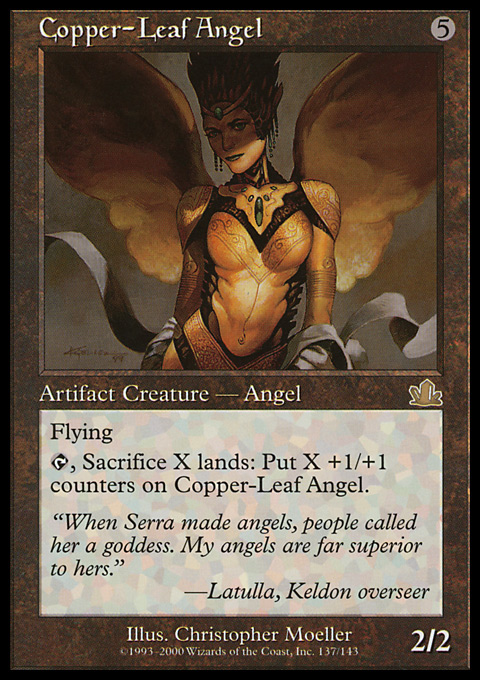 Copper-Leaf Angel 5
Artifact Creature — Angel
Flying
, Sacrifice X lands: Put X +1/+1
counters on Copper-Leaf Angel.
“When Serra made angels, people called
her a goddess. My angels are far superior
to hers.”
—Latulla, Keldon overseer
Illus. Christopher Moeller
2/2
©1993–2000 Wizards of the Coast, Inc. 137/143